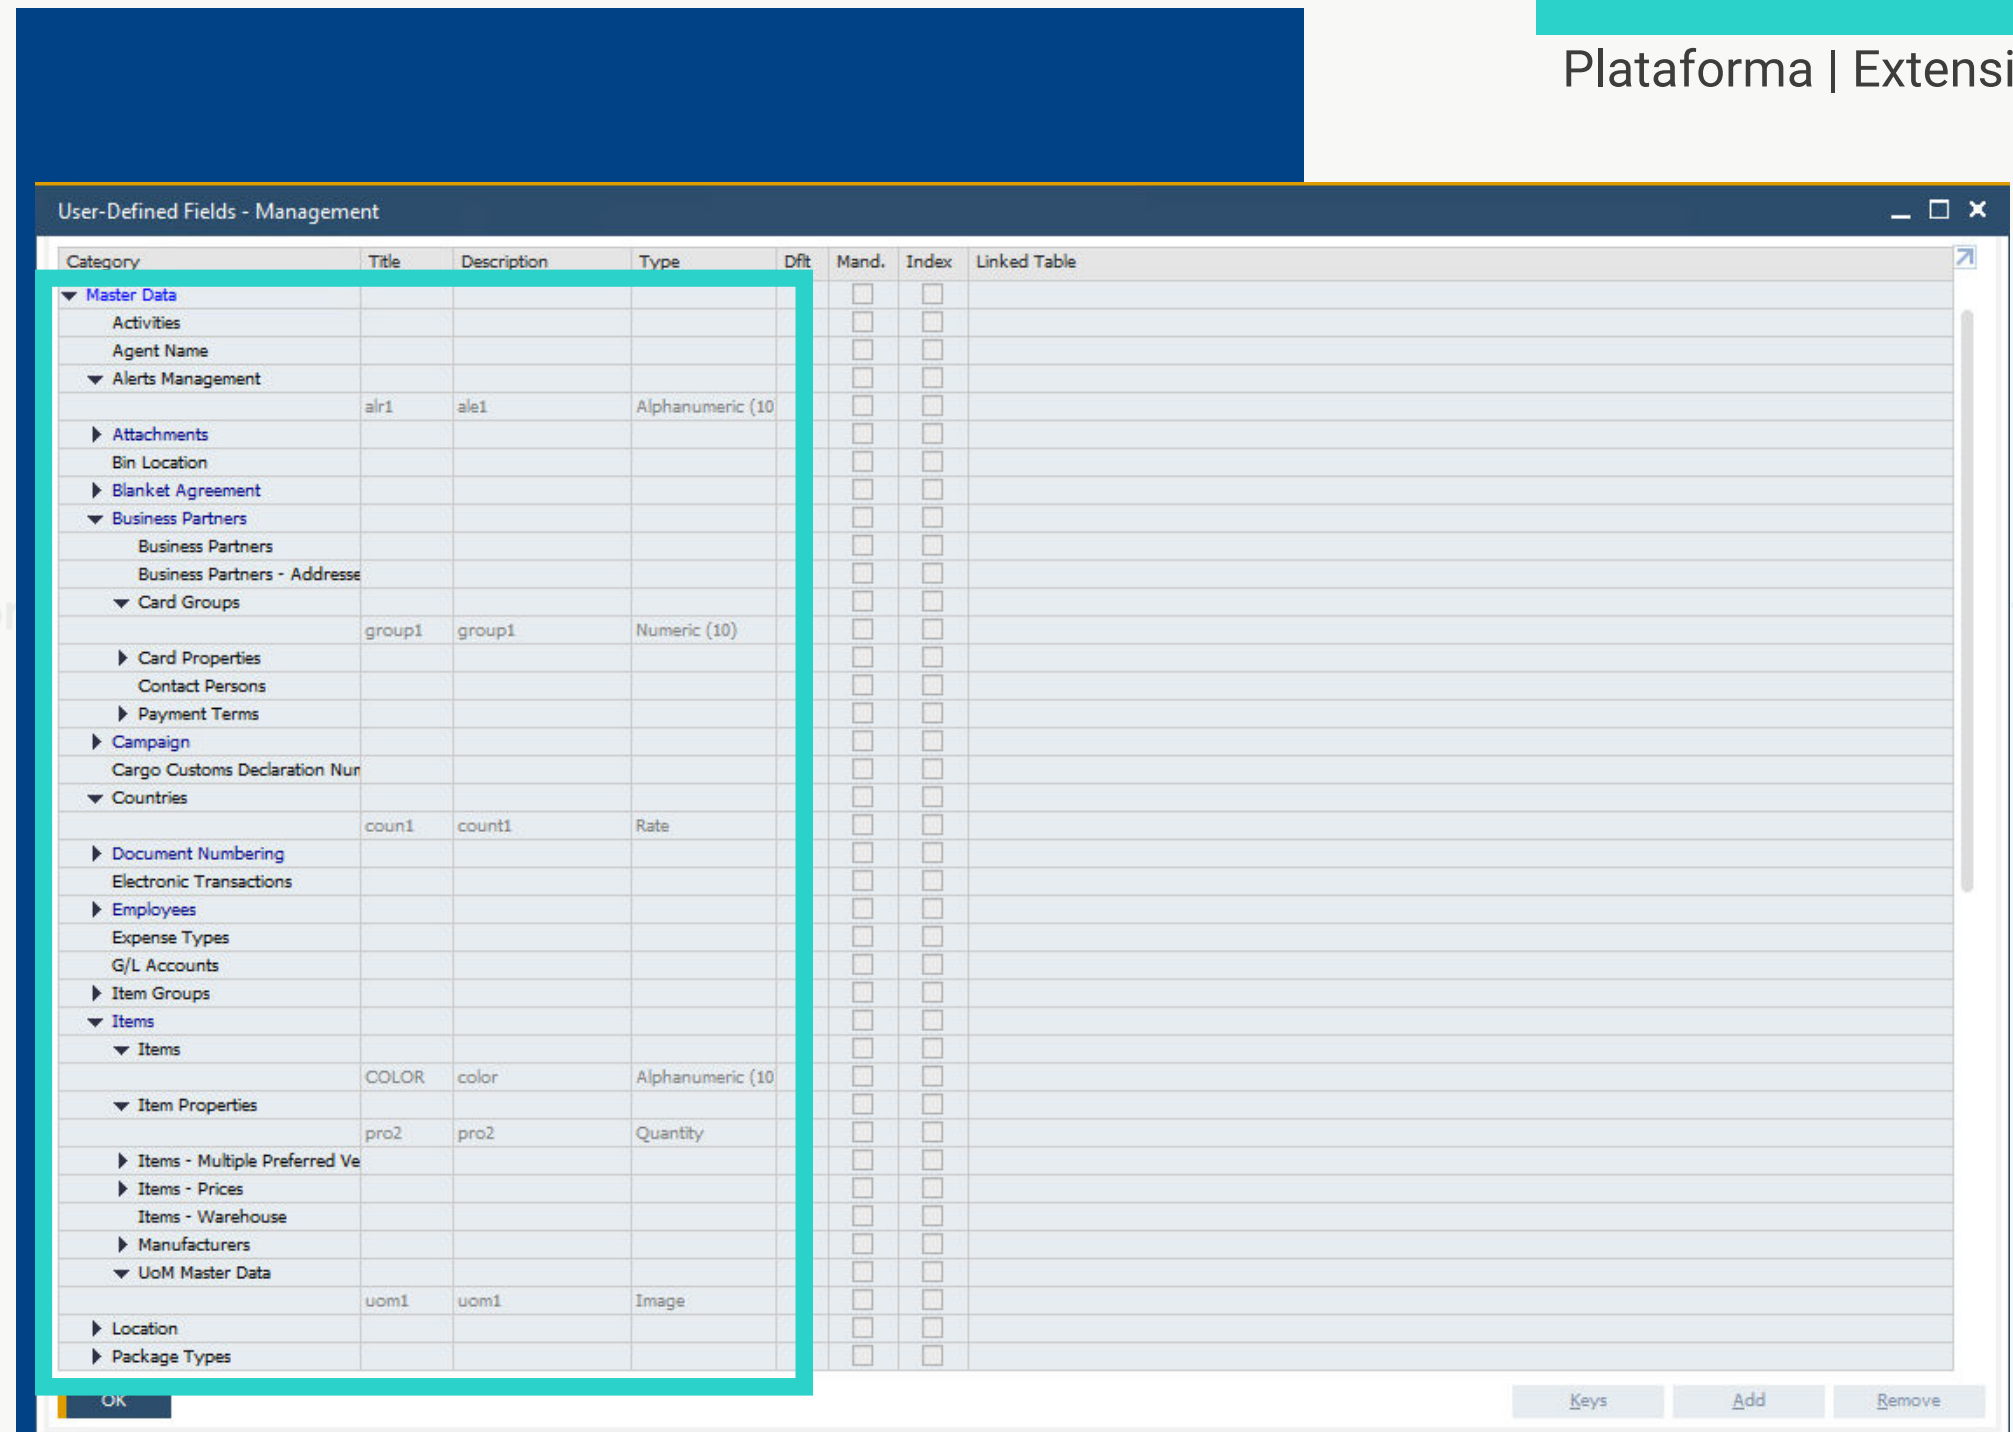 Plataforma | Extensi
User-Defined Fields - Management
Category Title Description Type Dflt Mand. Index Linked Table
Master Data
Activities
Agent Name
Alerts Management
alr1 ale1 Alphanumeric (10
Attachments
Bin Location
Blanket Agreement
Business Partners
Business Partners
Business Partners - Addresse
Card Groups
group1 group1 Numeric (10)
Card Properties
Contact Persons
Payment Terms
Campaign
Cargo Customs Declaration Num
Countries
coun1 count1 Rate
Document Numbering
Electronic Transactions
Employees
Expense Types
G/L Accounts
Item Groups
Items
Items
COLOR color Alphanumeric (10
Item Properties
pro2 pro2 Quantity
Items - Multiple Preferred Ve
Items - Prices
Items - Warehouse
Manufacturers
UoM Master Data
uom1 uom1 Image
Location
Package Types
OK Keys Add Remove